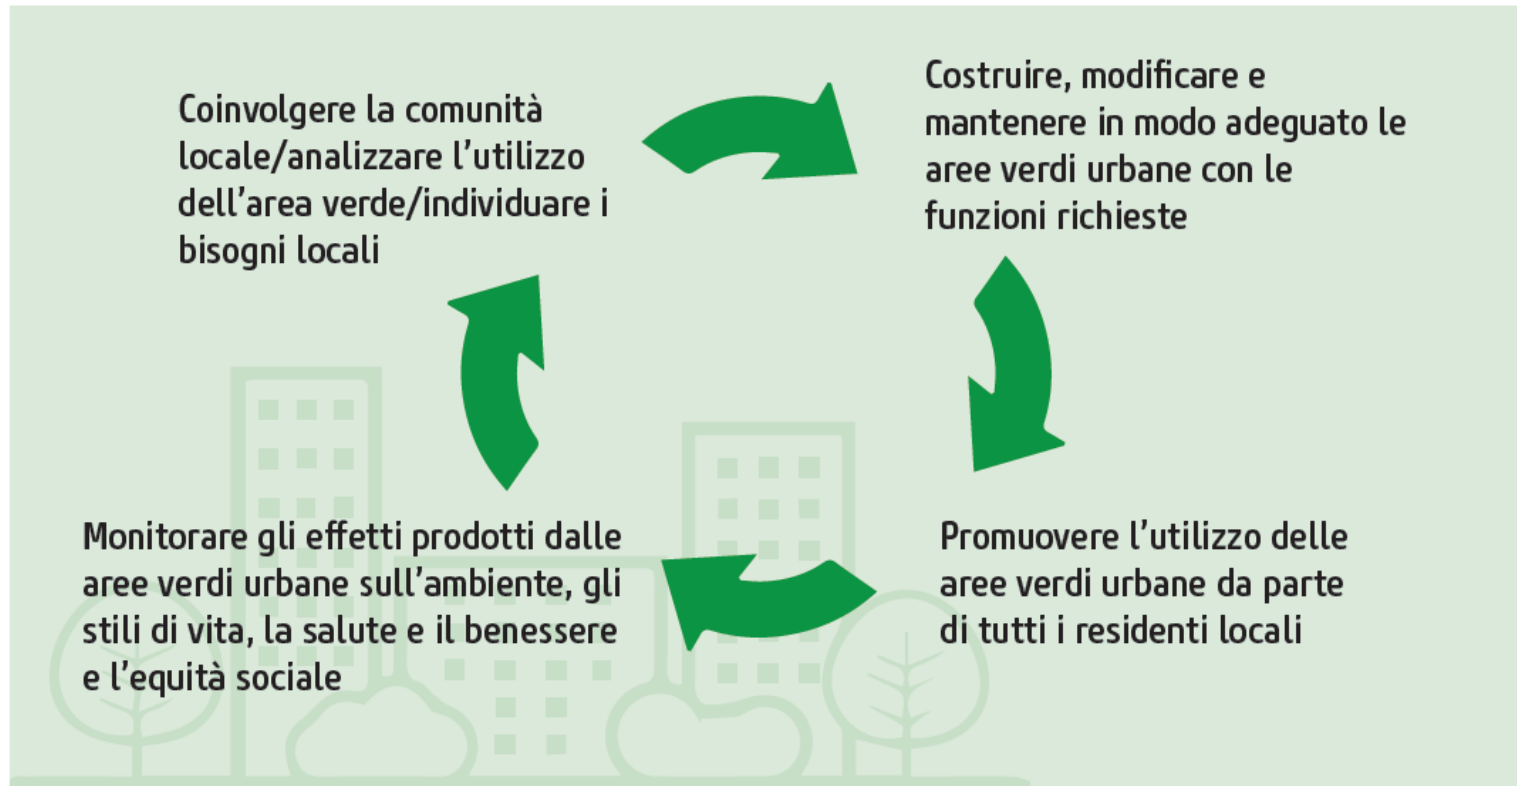 Coinvolgere la comunità
locale/analizzare l'utilizzo
dell'area verde/individuare i
bisogni locali
Costruire, modificare e
mantenere in modo adeguato le
aree verdi urbane con le
funzioni richieste
Promuovere l'utilizzo delle
aree verdi urbane da parte
di tutti i residenti locali
Monitorare gli effetti prodotti dalle
aree verdi urbane sull'ambiente, gli
stili di vita, la salute e il benessere
e l'equità sociale